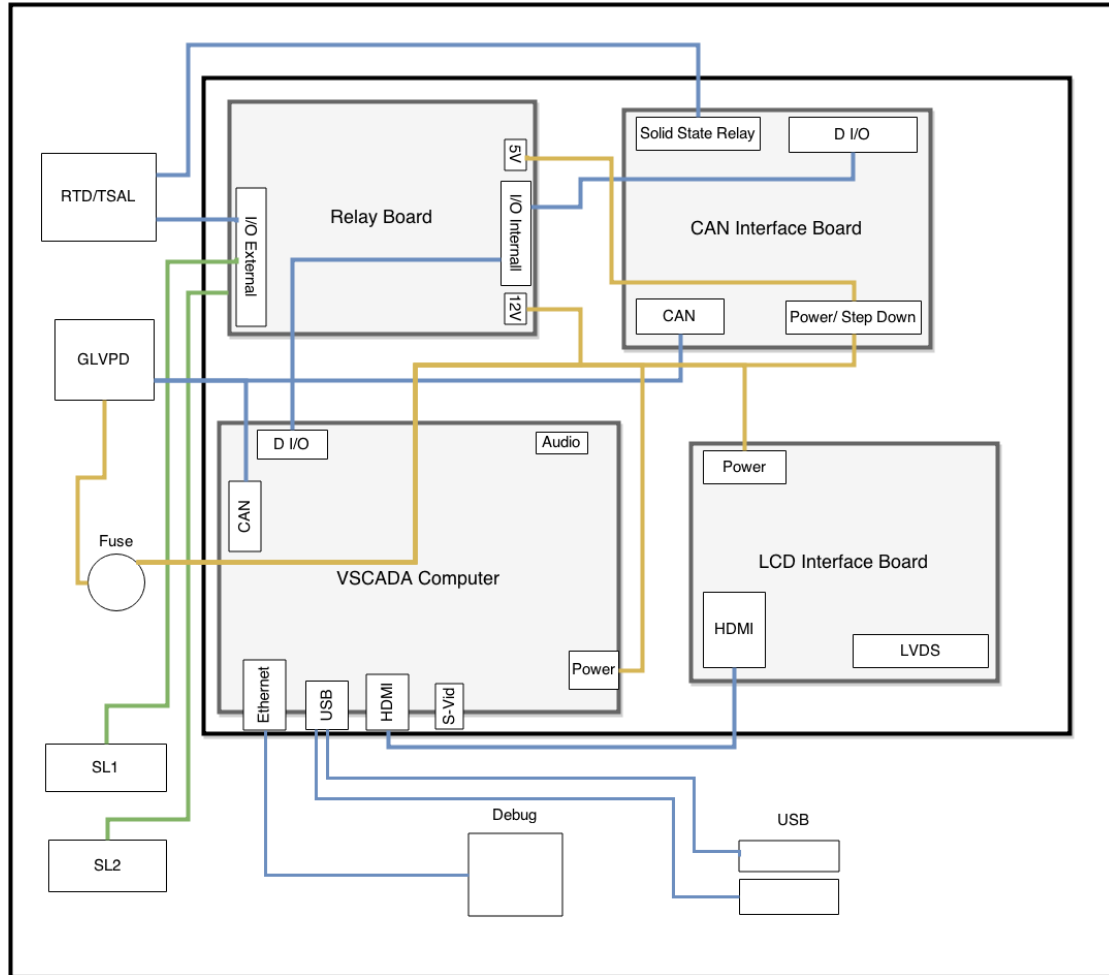 Solid State Relay
D I/O
5V
RTD/TSAL
I/O External
Relay Board
I/O Internall
CAN Interface Board
12V
CAN
Power/ Step Down
GLVPD
D I/O
Audio
Power
CAN
Fuse
VSCADA Computer
LCD Interface Board
HDMI
LVDS
Power
Ethernet
USB
HDMI
S-Vid
SL1
Debug
USB
SL2